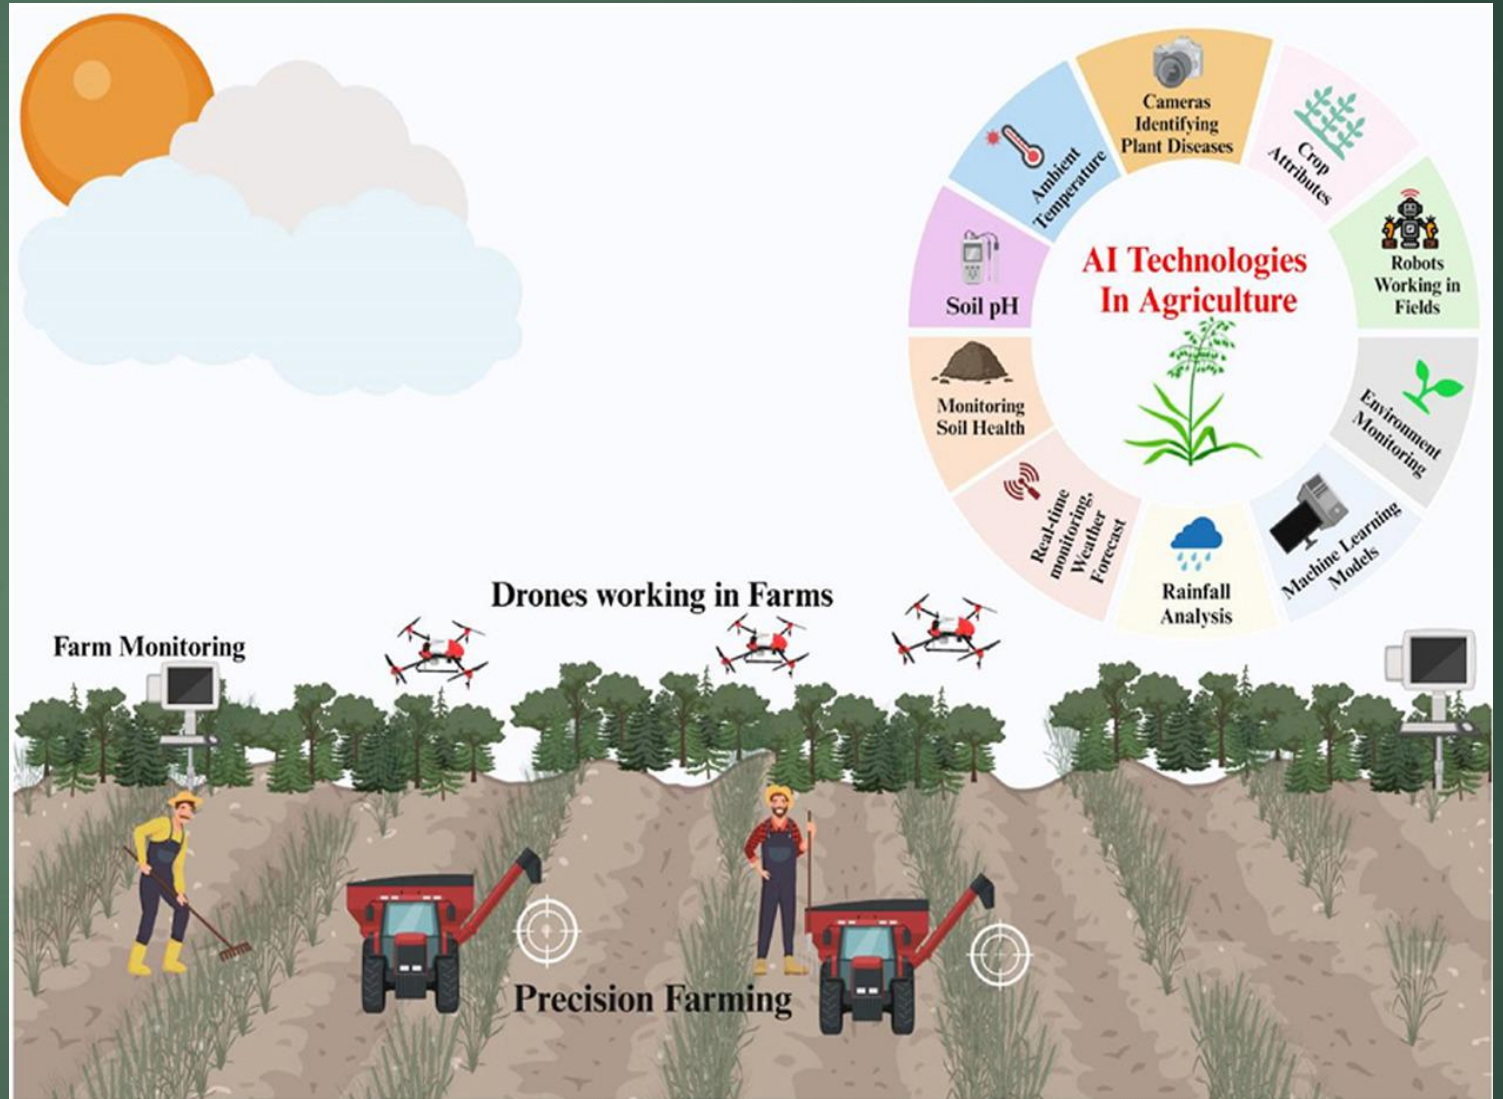 Cameras
Identifying
Plant Diseases
Crop
Attributes
Robots
Working in
Fields
Environment
Monitoring
Machine Learning
Models
Rainfall
Analysis
Real-time
monitoring,
Weather
Forecast
Monitoring
Soil Health
Soil pH
Ambient
Temperature
AI Technologies
In Agriculture
Drones working in Farms
Farm Monitoring
Precision Farming